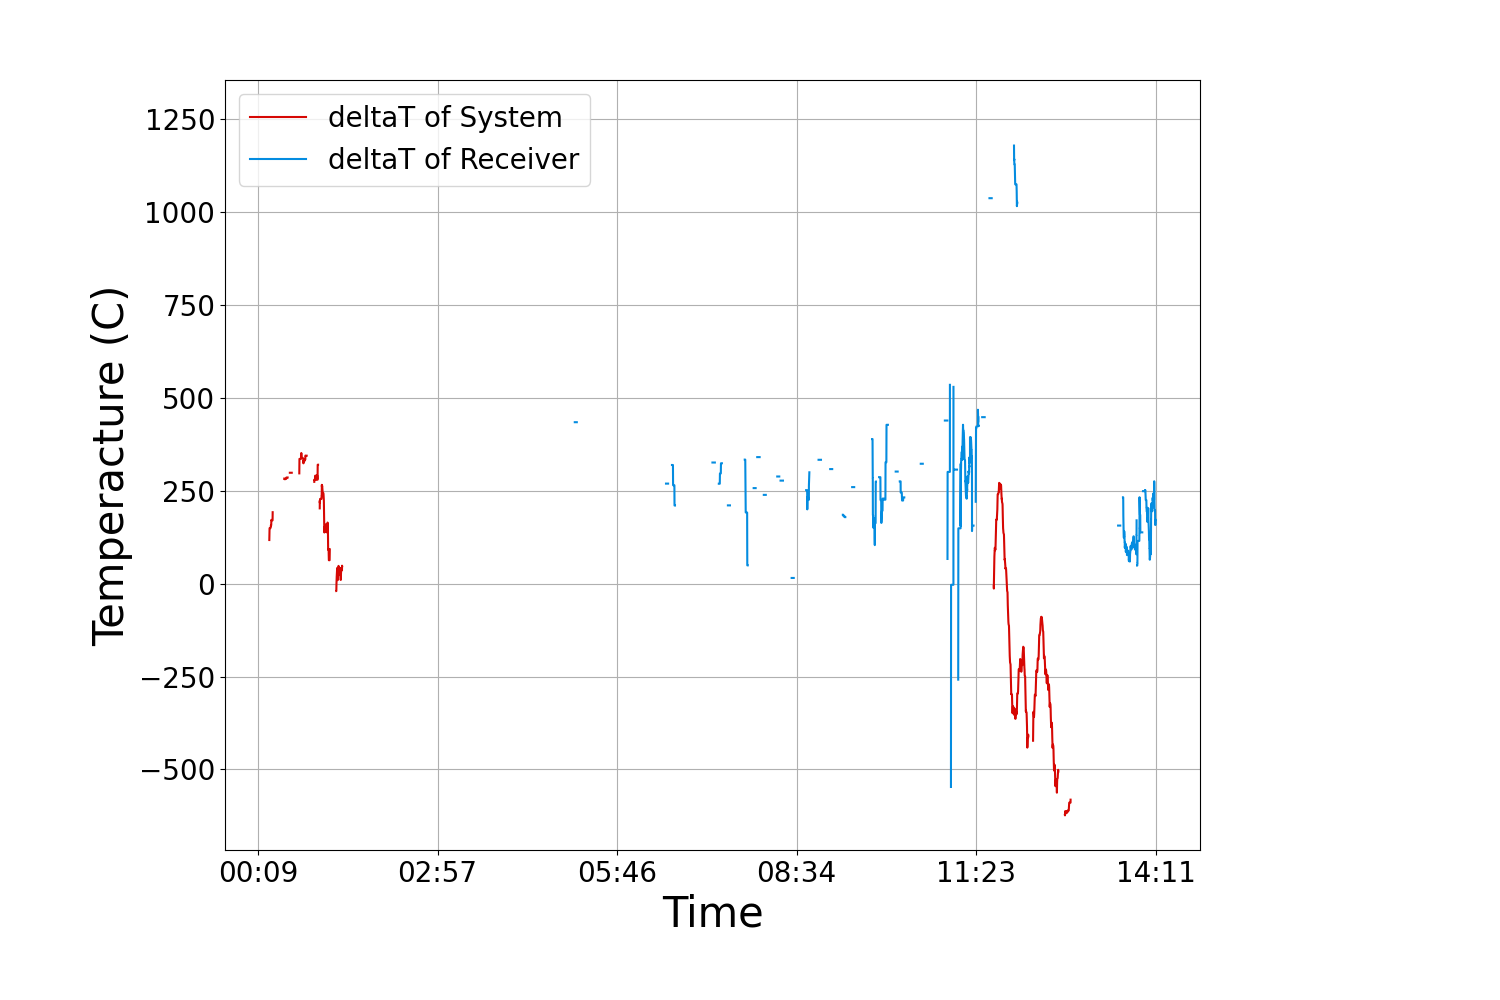 deltaT of System
deltaT of Receiver
1250
1000
750
500
250
0
−250
−500
Temperacture (C)
00:09 02:57 05:46 08:34 11:23 14:11
Time